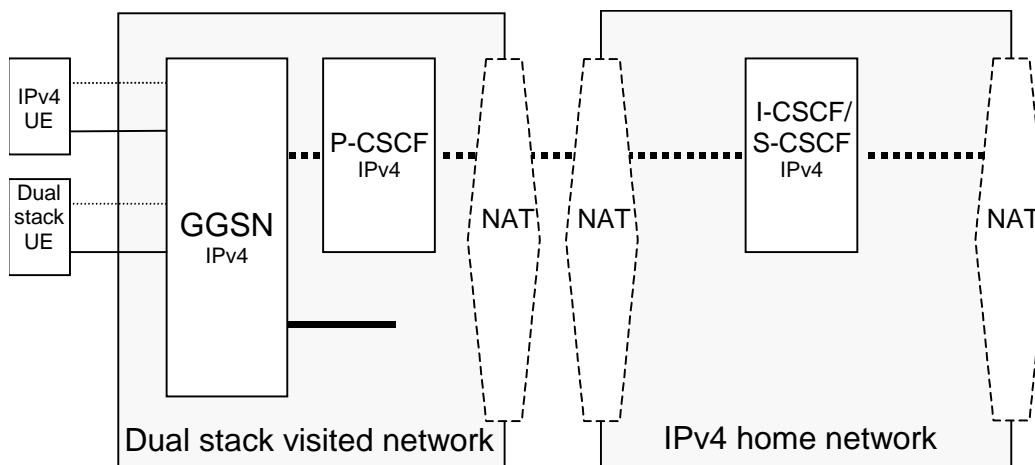 IPv4
UE
Dual
stack
UE
GGSN
IPv4
P-CSCF
IPv4
NAT
NAT
I-CSCF/
S-CSCF
IPv4
NAT
Dual stack visited network
IPv4 home network